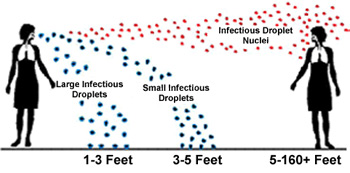 Infectious Droplet
Nuclei
Large Infectious
Droplets
Small Infectious
Droplets
1-3 Feet
3-5 Feet
5-160+ Feet